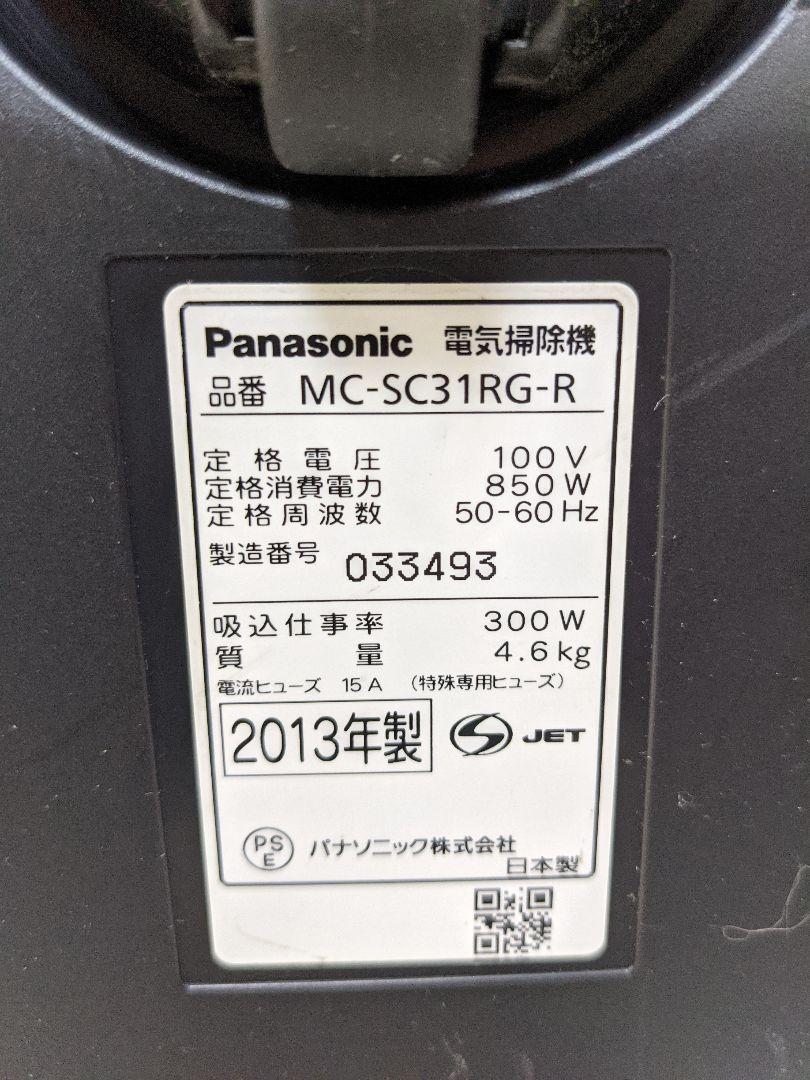 Panasonic 電気掃除機
品番 MC-SC31RG-R
定格電圧 100V
定格消費電力 850W
定格周波数 50-60Hz
製造番号 033493
吸込仕事率 300W
質量 4.6kg
電流ヒューズ 15A (特殊専用ヒューズ)
2013年製 S JET
PS E パナソニック株式会社
日本製